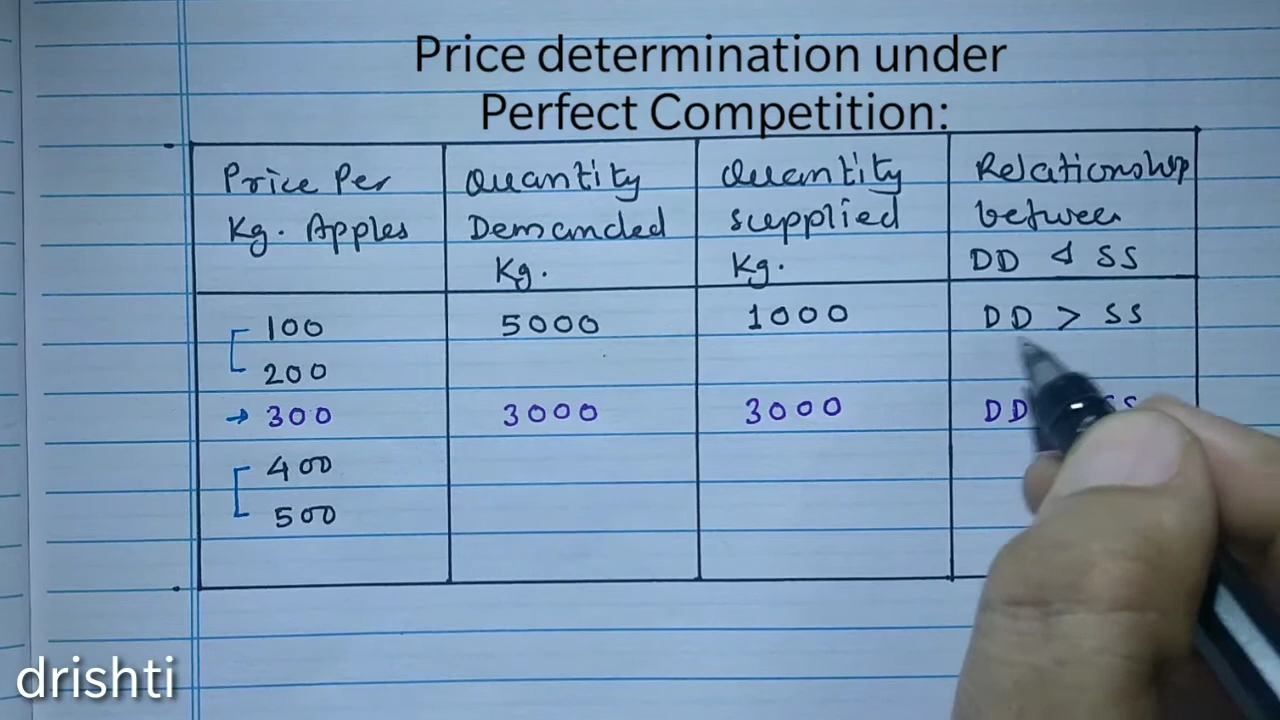 Price determination under
Perfect Competition:
Price Per
Kg. Apples
Quantity
Demanded
Kg.
Quantity
supplied
Kg.
Relationship
between
DD & SS
100 5000 1000 DD > SS
200
→ 300 3000 3000 DD SS
400
500
drishti